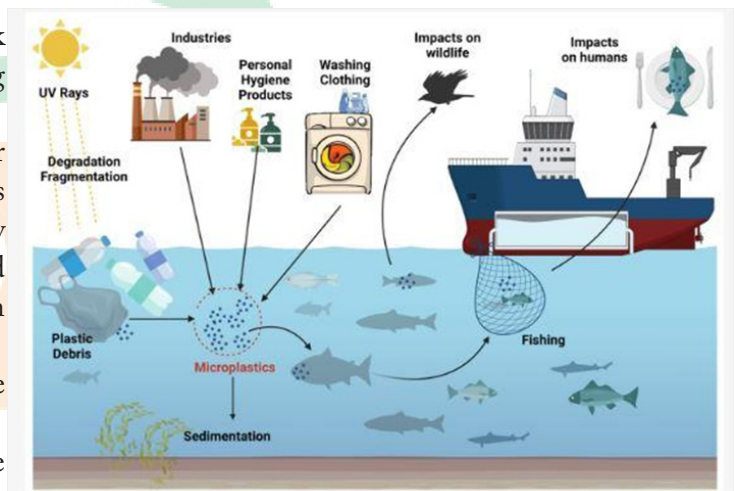 Industries
Impacts on
wildlife
Impacts
on humans
Personal
Hygiene
Products
Washing
Clothing
UV Rays
Degradation
Fragmentation
Plastic
Debris
Microplastics
Fishing
Sedimentation